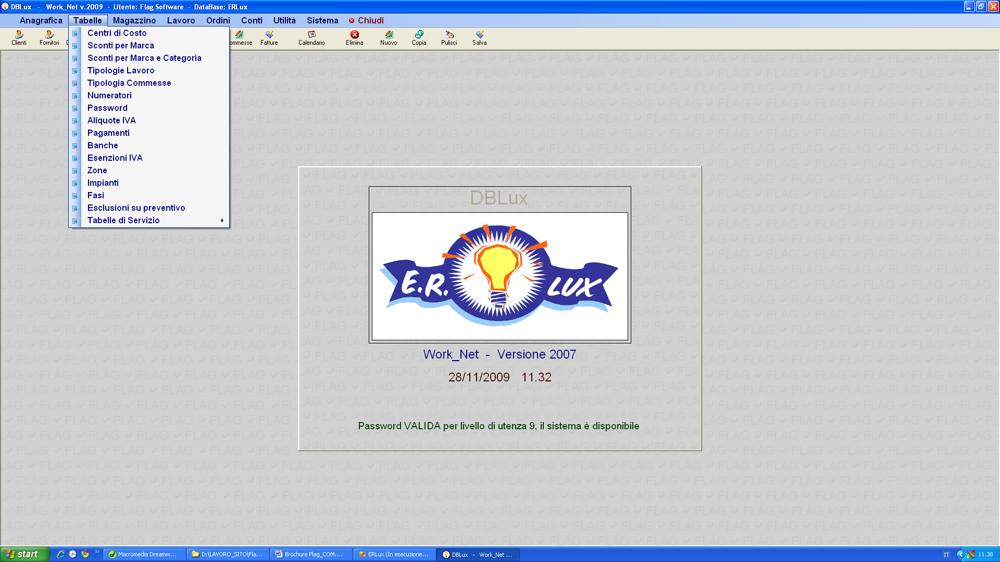 DBLux - Work_Net v.2009 - Utente: Flag Software - DataBase: ERLux
Anagrafica Tabelle Magazzino Lavoro Ordini Conti Utilità Sistema Chiudi
Clienti Fornitori Fatture Calendario Elimina Nuovo Copia Pulisci Salva
Centri di Costo
Sconti per Marca
Sconti per Marca e Categoria
Tipologie Lavoro
Tipologia Commesse
Numeratori
Password
Aliquote IVA
Pagamenti
Banche
Esenzioni IVA
Zone
Impianti
Fasi
Esclusioni su preventivo
Tabelle di Servizio
DBLux
E.R. LUX
Work_Net - Versione 2007
28/11/2009 11.32
Password VALIDA per livello di utenza 9, il sistema è disponibile
start Macromedia Dreamw... D:\LAVORO_SITO\Fla... Brochure Flag_COM.... ERLux (In esecuzione... DBLux - Work_Net ... IT 11.38